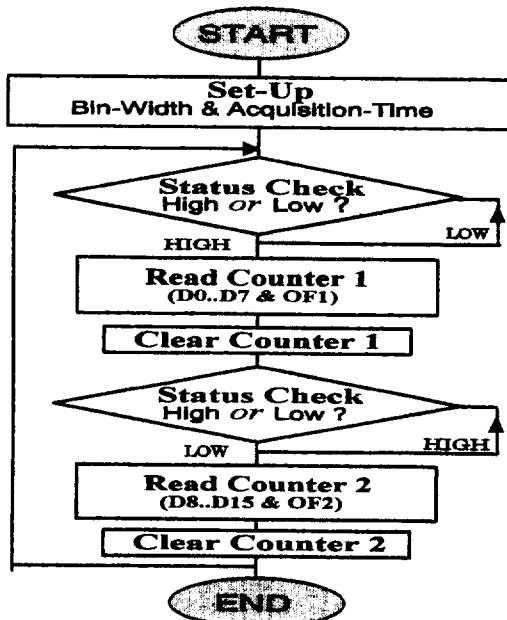 START
Set-Up
Bin-Width & Acquisition-Time
Status Check
High or Low ?
LOW
HIGH
Read Counter 1
(D0..D7 & OF1)
Clear Counter 1
Status Check
High or Low ?
HIGH
LOW
Read Counter 2
(D8..D15 & OF2)
Clear Counter 2
END